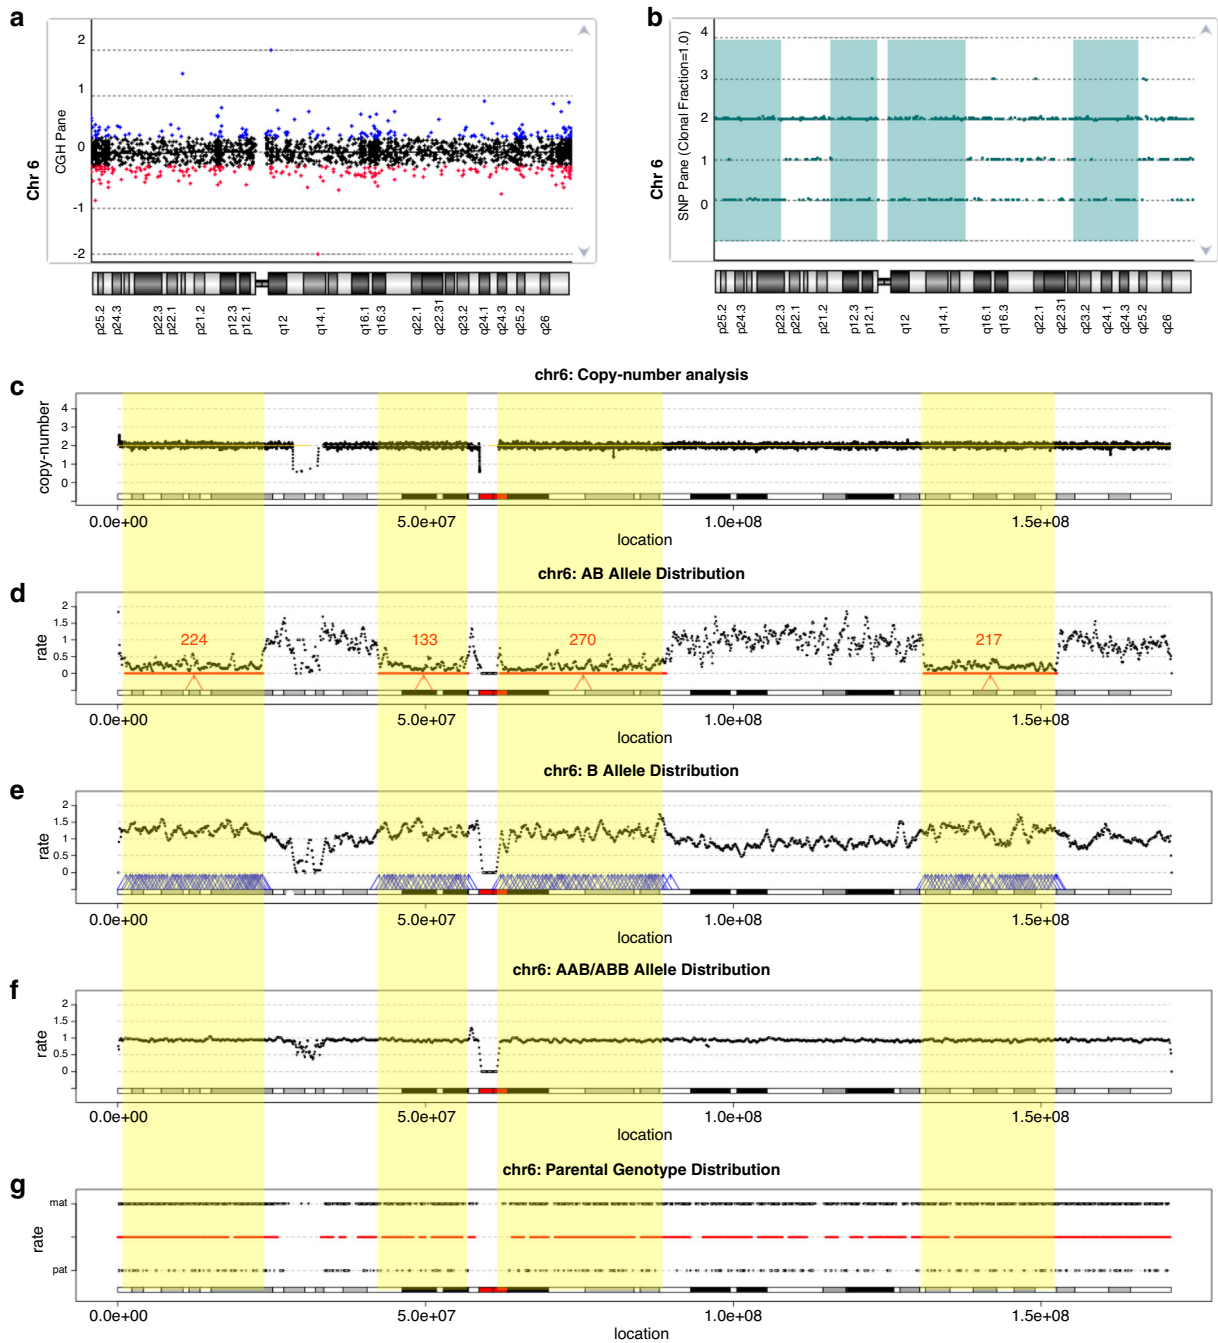 a
Chr 6
CGH Pane
2
1
0
-1
-2
p25.2 p24.3 p22.3 p22.1 p21.2 p12.3 p12.1 q12 q14.1 q16.1 q16.3 q22.1 q22.31 q23.2 q24.1 q24.3 q25.2 q26
b
Chr 6
SNP Pane (Clonal Fraction=1.0)
4
3
2
1
0
p25.2 p24.3 p22.3 p22.1 p21.2 p12.3 p12.1 q12 q14.1 q16.1 q16.3 q22.1 q22.31 q23.2 q24.1 q24.3 q25.2 q26
c
chr6: Copy-number analysis
copy-number
4
3
2
1
0
0.0e+00 5.0e+07 1.0e+08 1.5e+08
location
d
chr6: AB Allele Distribution
rate
2
1.5
1
0.5
0
224 133 270 217
0.0e+00 5.0e+07 1.0e+08 1.5e+08
location
e
chr6: B Allele Distribution
rate
2
1.5
1
0.5
0
0.0e+00 5.0e+07 1.0e+08 1.5e+08
location
f
chr6: AAB/ABB Allele Distribution
rate
2
1.5
1
0.5
0
0.0e+00 5.0e+07 1.0e+08 1.5e+08
location
g
chr6: Parental Genotype Distribution
rate
mat
pat
0.0e+00 5.0e+07 1.0e+08 1.5e+08
location